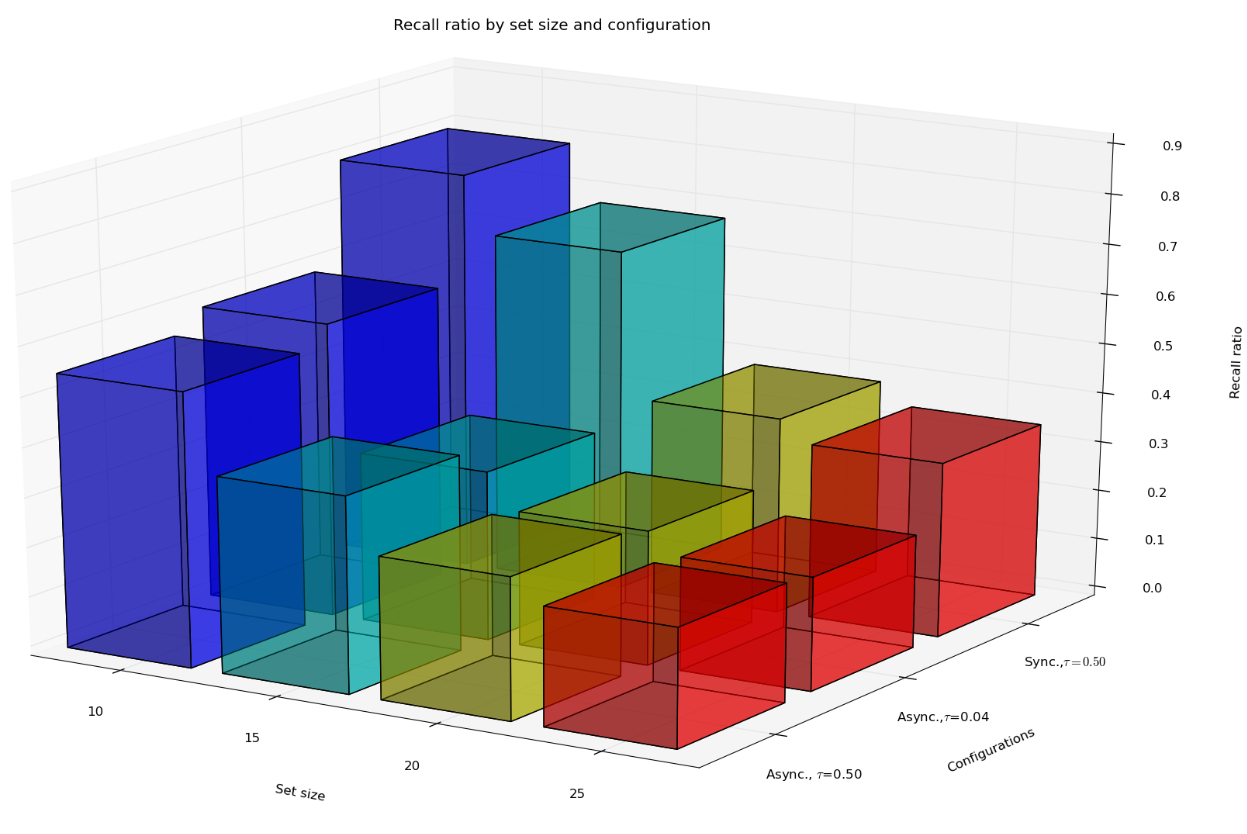 Recall ratio by set size and configuration
0.9
0.8
0.7
0.6
0.5
0.4
0.3
0.2
0.1
0.0
Recall ratio
10
15
20
25
Set size
Sync.,τ=0.50
Async.,τ=0.04
Async., τ=0.50
Configurations